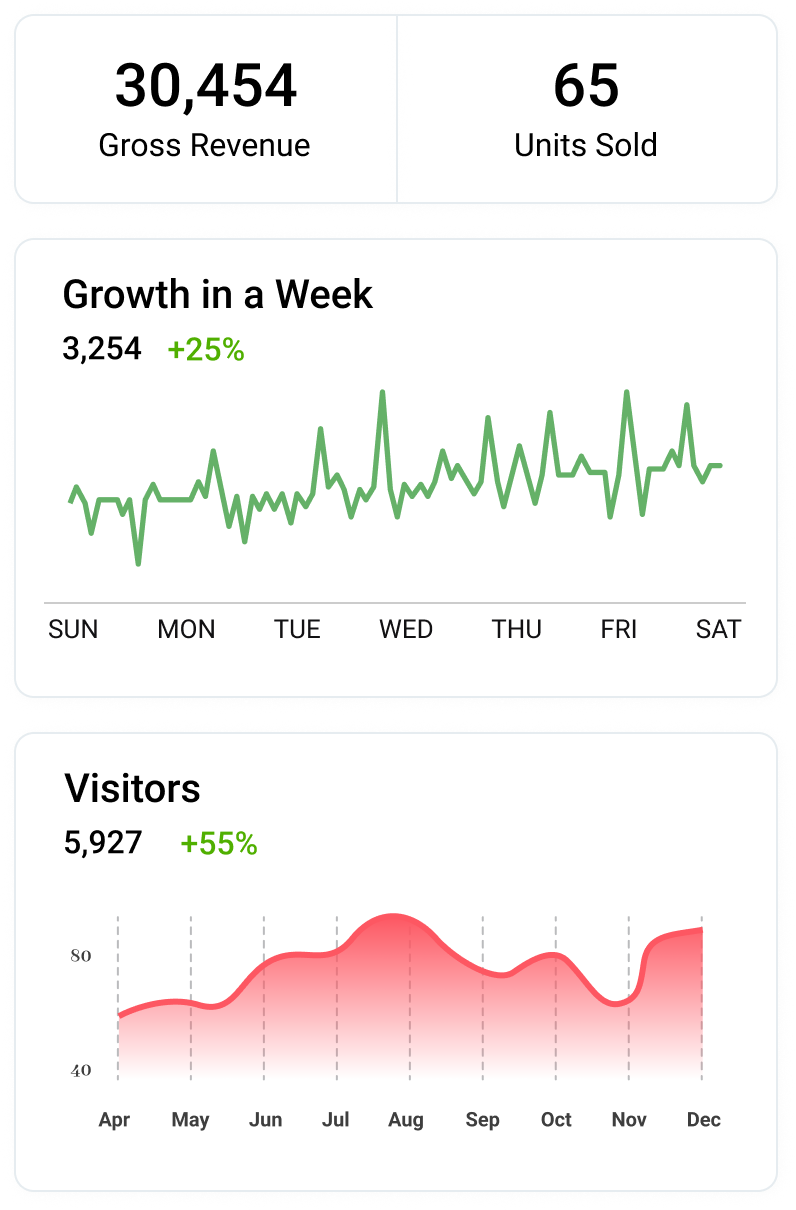 30,454
Gross Revenue
65
Units Sold
Growth in a Week
3,254 +25%
SUN MON TUE WED THU FRI SAT
Visitors
5,927 +55%
80
40
Apr May Jun Jul Aug Sep Oct Nov Dec